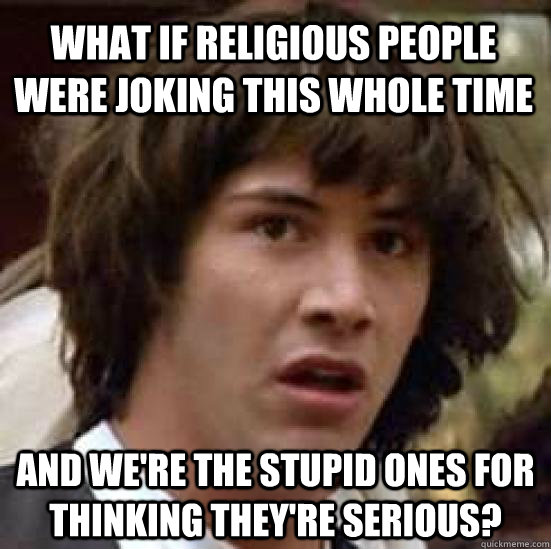 WHAT IF RELIGIOUS PEOPLE
WERE JOKING THIS WHOLE TIME
AND WE'RE THE STUPID ONES FOR
THINKING THEY'RE SERIOUS?
quickmeme.com